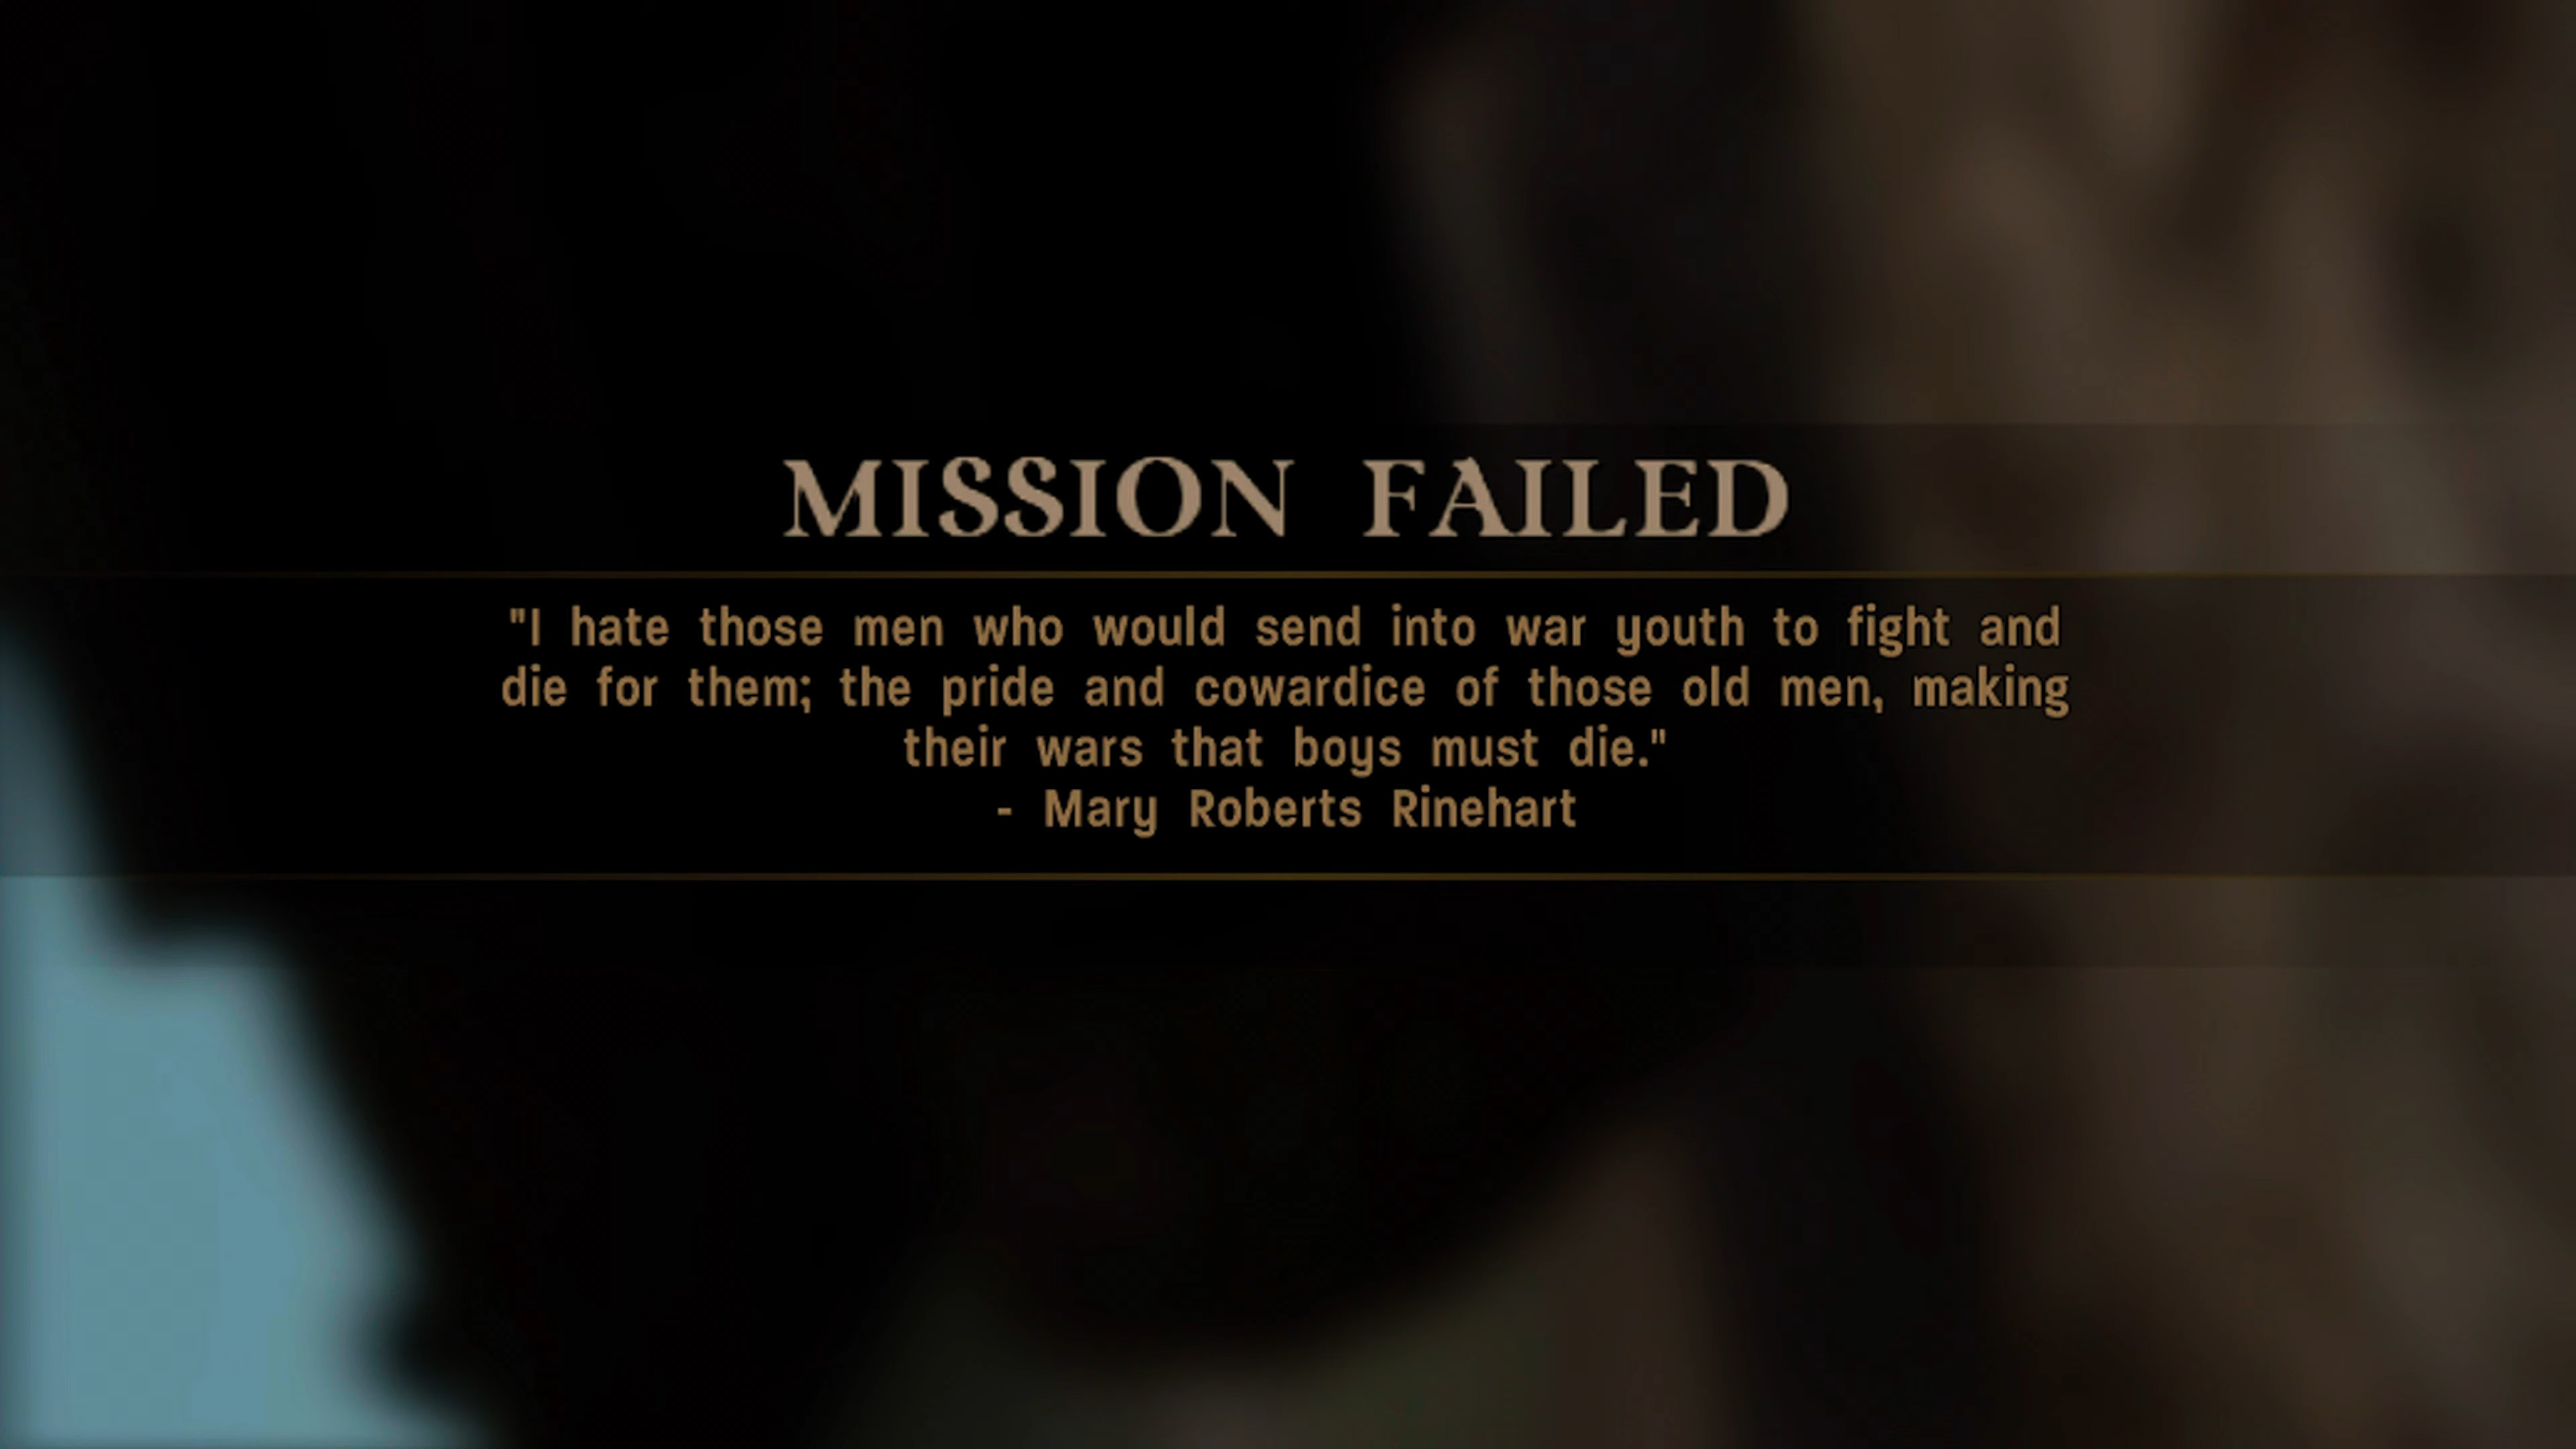 MISSION FAILED
"I hate those men who would send into war youth to fight and
die for them; the pride and cowardice of those old men, making
their wars that boys must die."
- Mary Roberts Rinehart